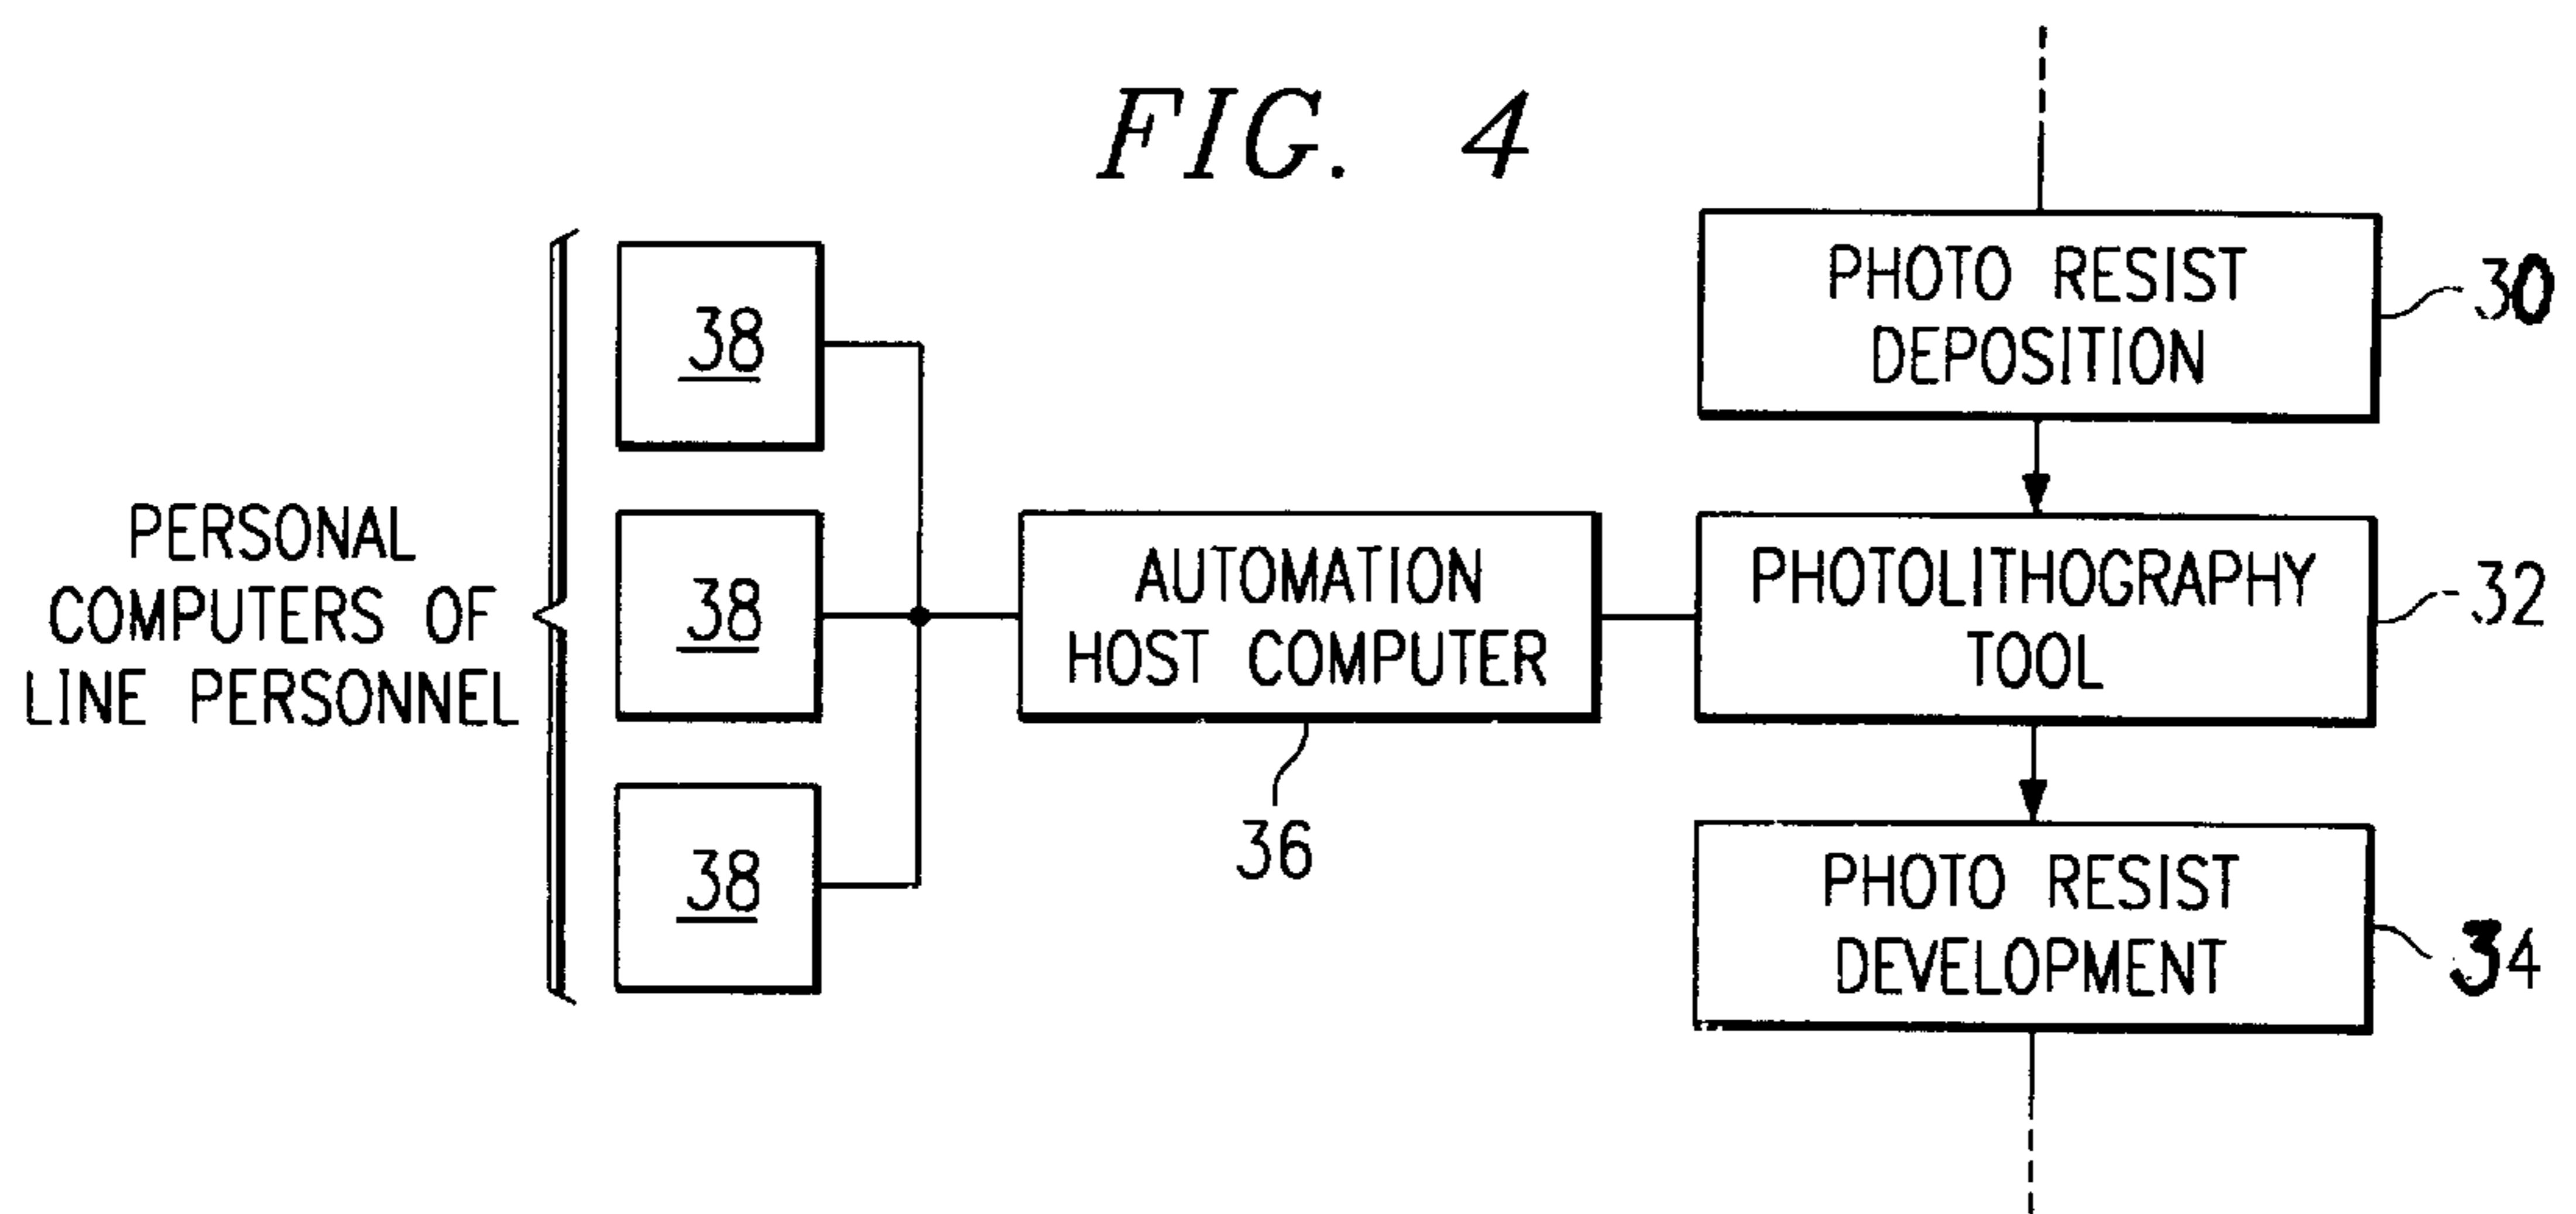 FIG. 4
PERSONAL
COMPUTERS OF
LINE PERSONNEL
38
38
38
AUTOMATION
HOST COMPUTER
36
PHOTO RESIST
DEPOSITION
30
PHOTOLITHOGRAPHY
TOOL
32
PHOTO RESIST
DEVELOPMENT
34